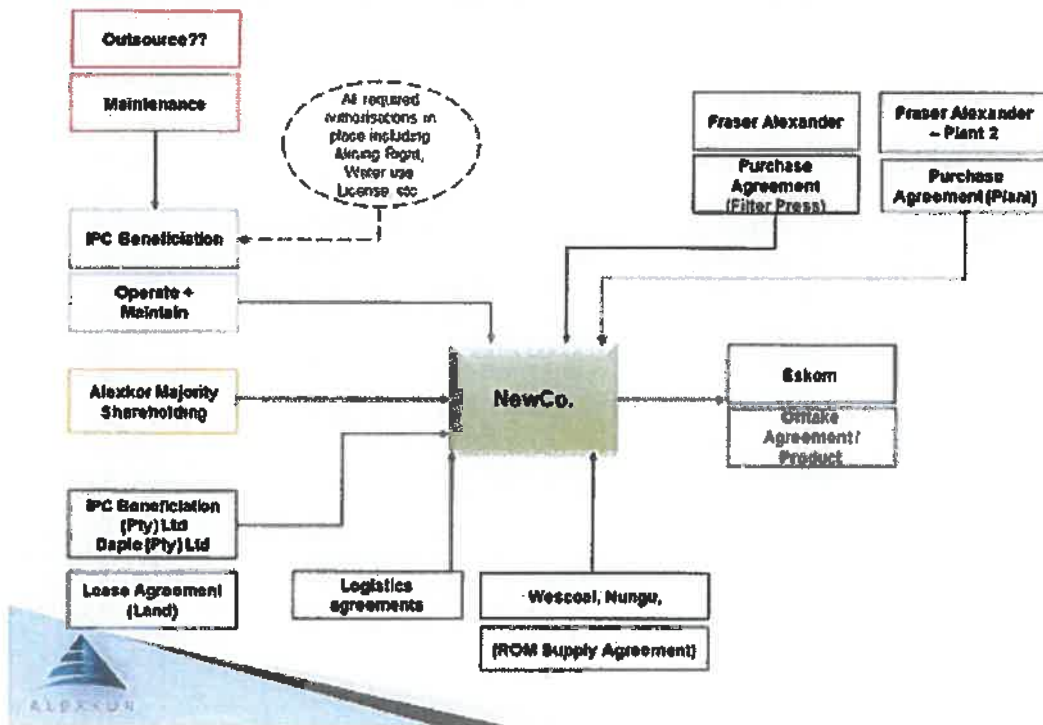 Outsource??
Maintenance
All required
authorisations in
place including
Mining Right,
Water use
License, etc
Fraser Alexander
Fraser Alexander
– Plant 2
Purchase
Agreement
(Filter Press)
Purchase
Agreement (Plant)
IPC Beneficiation
Operate +
Maintain
Alexkor Majority
Shareholding
NewCo.
Eskom
Offtake
Agreement/
Product
IPC Beneficiation
(Pty) Ltd
Daple (Pty) Ltd
Lease Agreement
(Land)
Logistics
agreements
Wescoal, Nungu,
(ROM Supply Agreement)
ALEXKOR